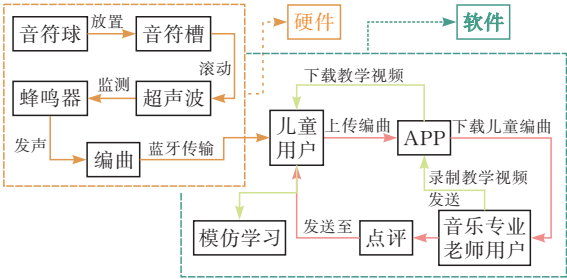 音符球
放置
音符槽
硬件
软件
滚动
下载教学视频
蜂鸣器
监测
超声波
发声
编曲
蓝牙传输
儿童
用户
上传编曲
APP
下载儿童编曲
录制教学视频
发送
模仿学习
发送至
点评
音乐专业
老师用户